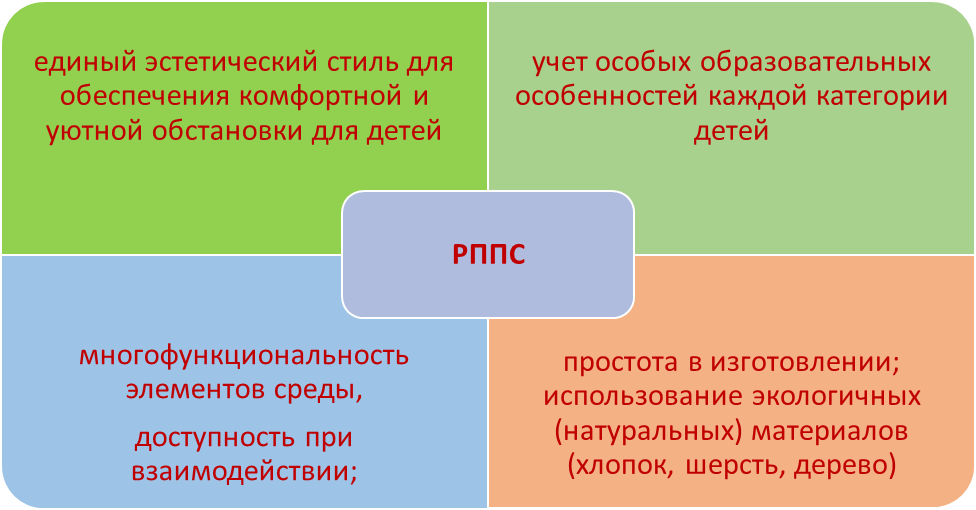 единый эстетический стиль для
обеспечения комфортной и
уютной обстановки для детей
учет особых образовательных
особенностей каждой категории
детей
РППС
многофункциональность
элементов среды,
доступность при
взаимодействии;
простота в изготовлении;
использование экологичных
(натуральных) материалов
(хлопок, шерсть, дерево)